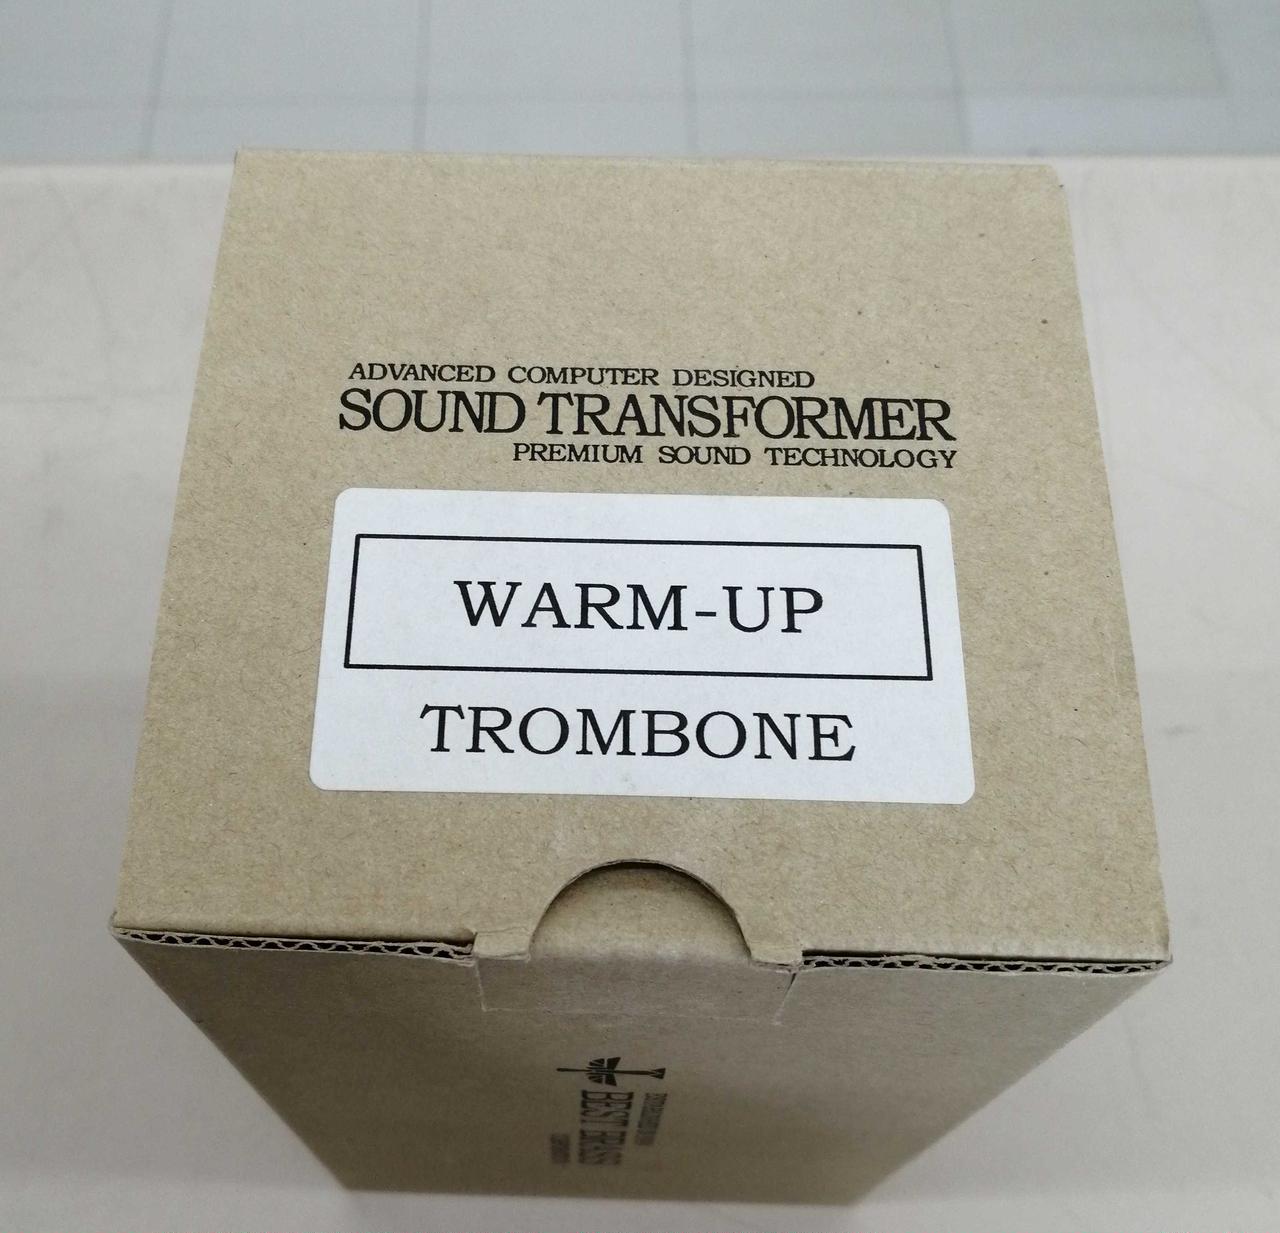 ADVANCED COMPUTER DESIGNED
SOUND TRANSFORMER
PREMIUM SOUND TECHNOLOGY
WARM-UP
TROMBONE
BEST BRASS